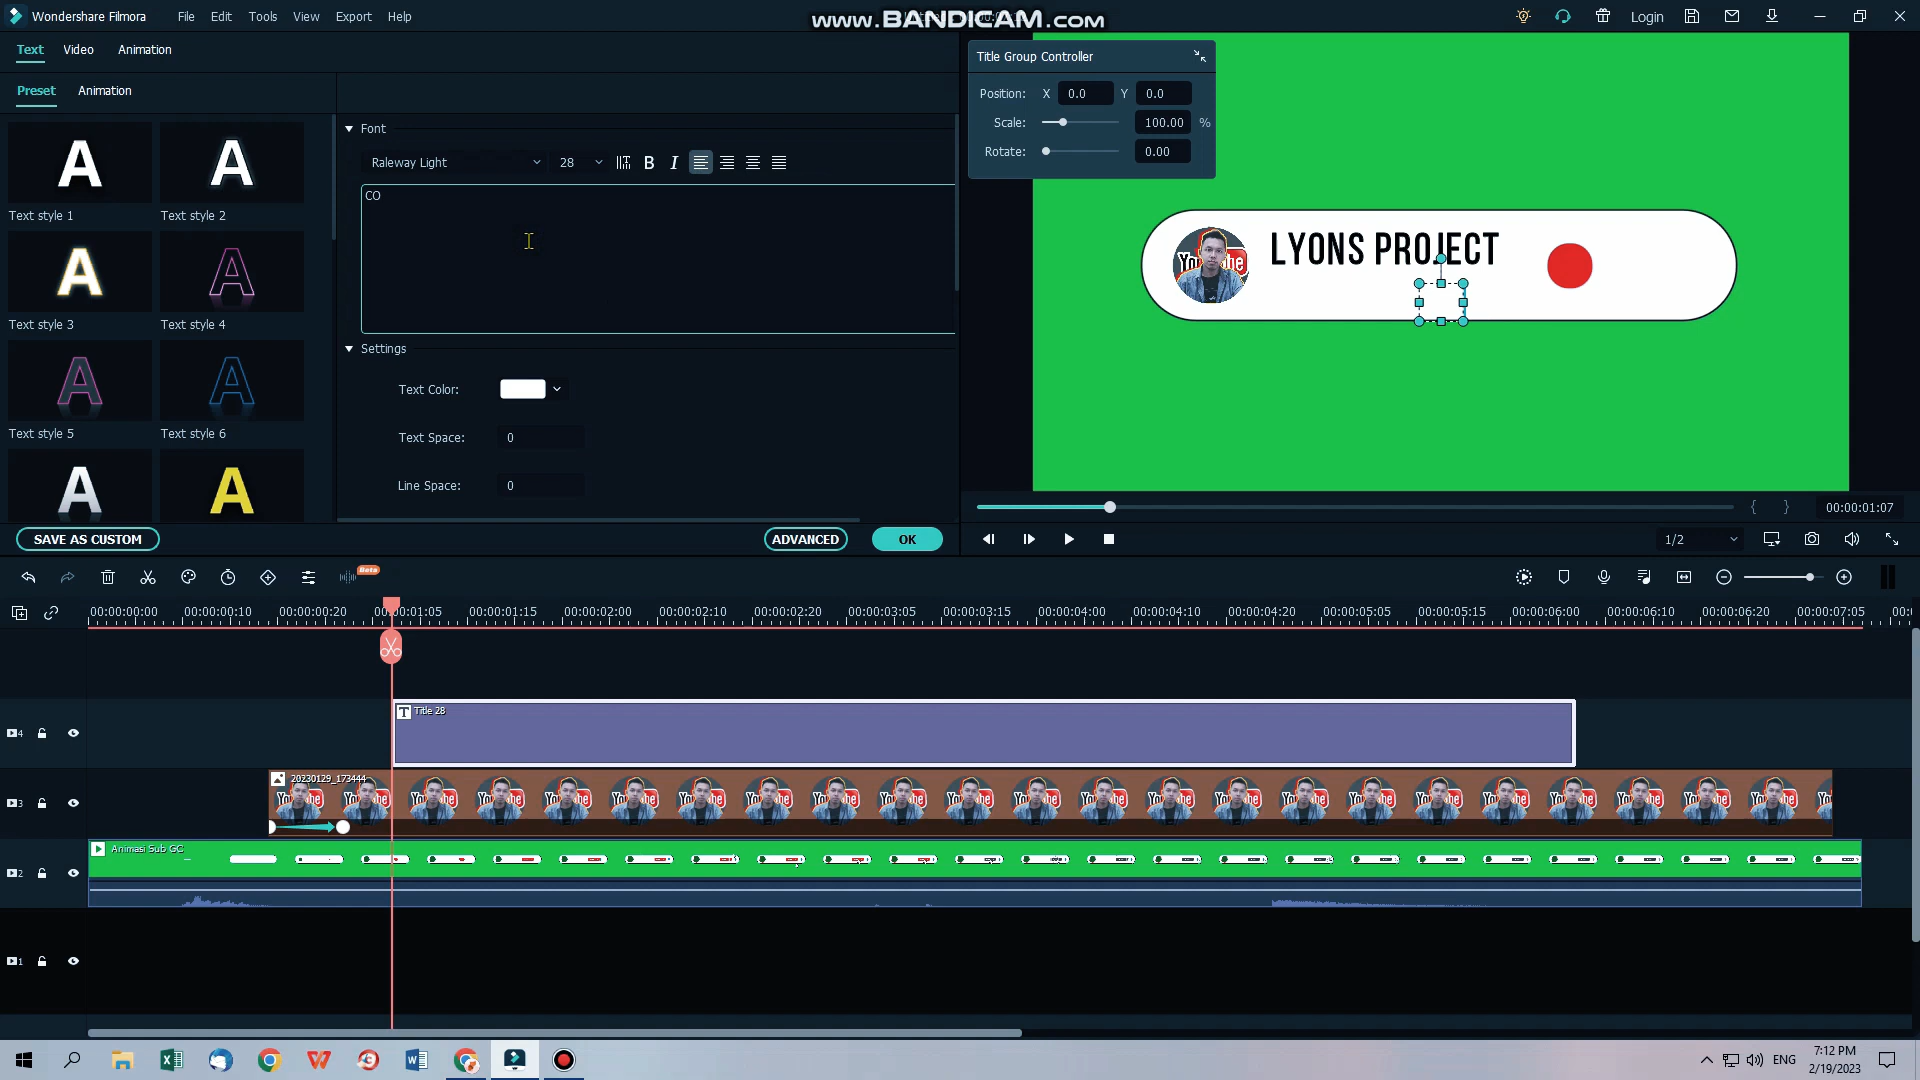 Wondershare Filmora
File Edit Tools View Export Help
www.BANDICAM.com
Login
Text Video Animation
Preset Animation
Text style 1
Text style 2
Text style 3
Text style 4
Text style 5
Text style 6
Font
Raleway Light 28 B I
CO
Settings
Text Color:
Text Space: 0
Line Space: 0
SAVE AS CUSTOM
ADVANCED
OK
Title Group Controller
Position: X 0.0 Y 0.0
Scale: 100.00 %
Rotate: 0.00
LYONS PROJECT
00:00:01:07
1/2
Beta
00:00:00:00 00:00:00:10 00:00:00:20 00:00:01:05 00:00:01:15 00:00:02:00 00:00:02:10 00:00:02:20 00:00:03:05 00:00:03:15 00:00:04:00 00:00:04:10 00:00:04:20 00:00:05:05 00:00:05:15 00:00:06:00 00:00:06:10 00:00:06:20 00:00:07:05
4
Title 28
3
20230129_173444
2
Animasi Sub GC
1
ENG
7:12 PM
2/19/2023